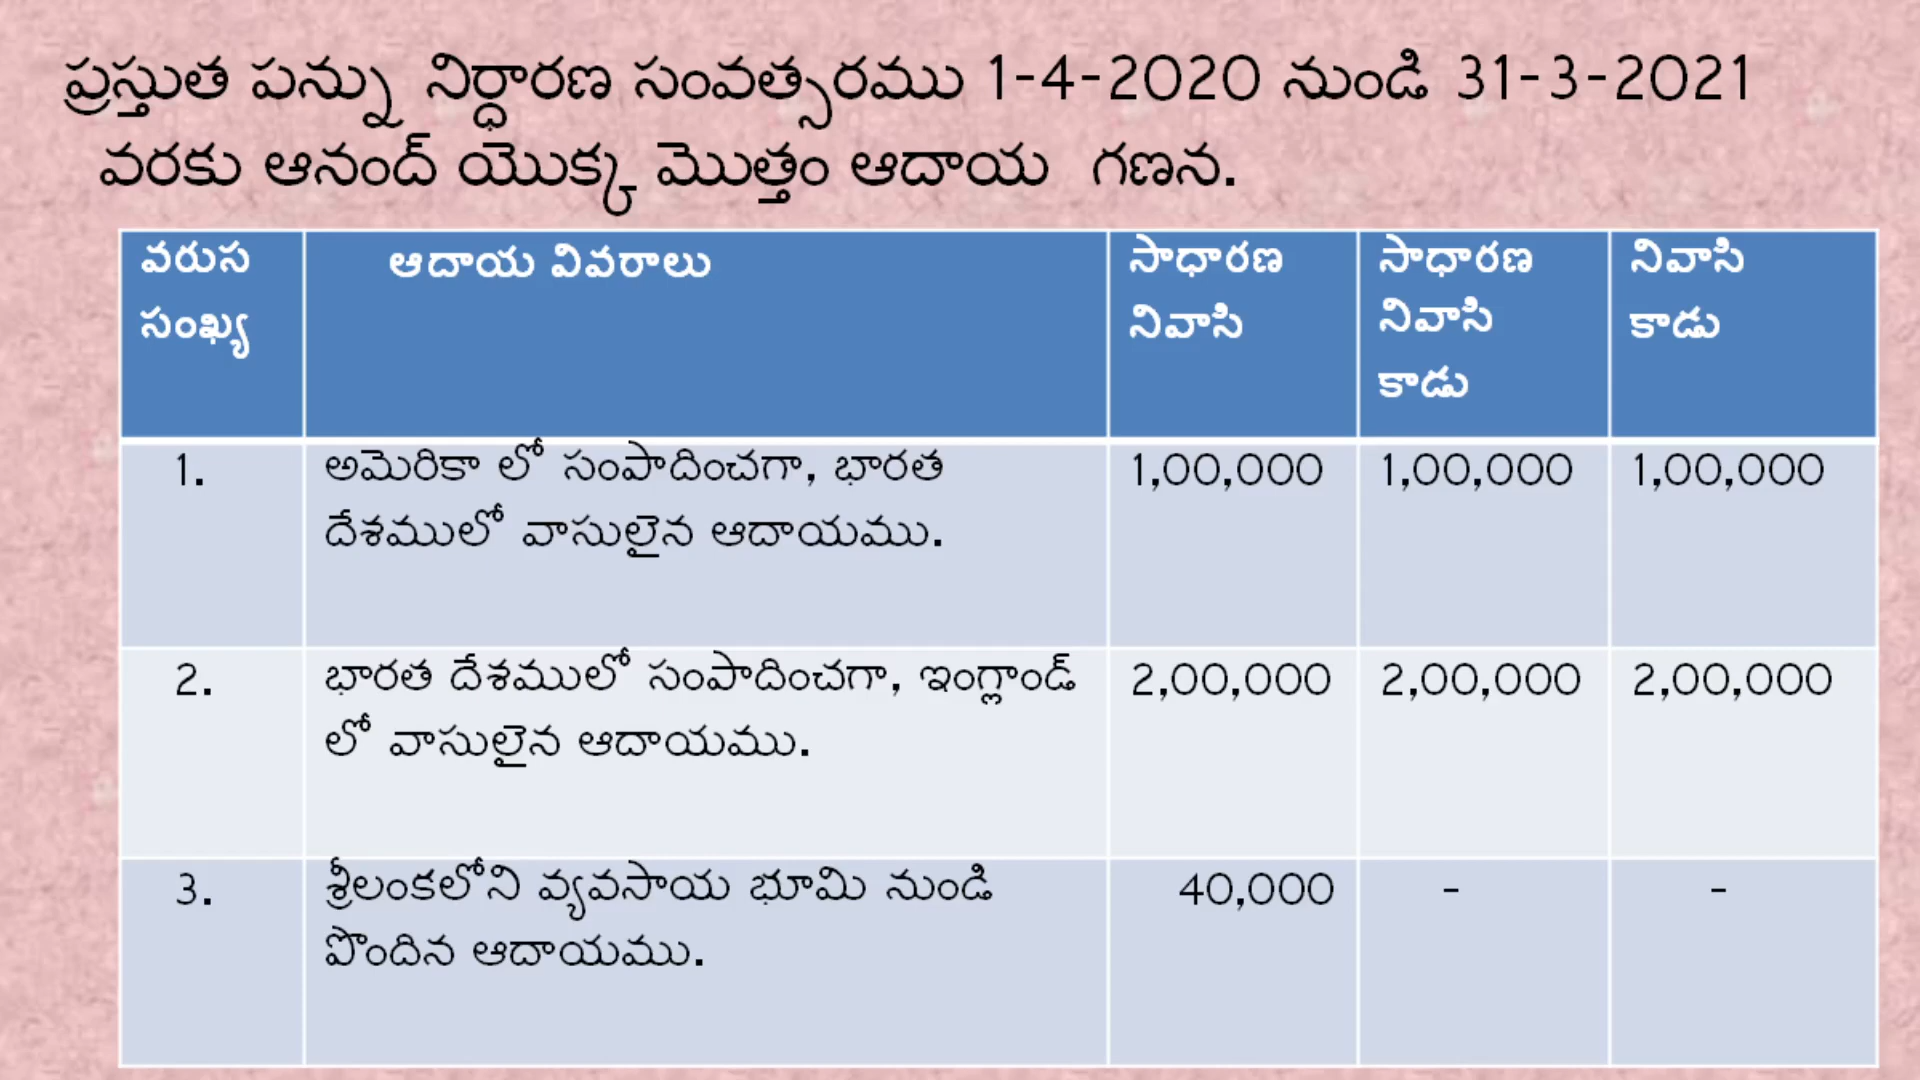 ప్రస్తుత పన్ను నిర్ధారణ సంవత్సరము 1-4-2020 నుండి 31-3-2021
వరకు ఆనంద్ యొక్క మొత్తం ఆదాయ గణన.
వరుస
సంఖ్య
ఆదాయ వివరాలు
సాధారణ
నివాసి
సాధారణ
నివాసి
కాడు
నివాసి
కాడు
1.
అమెరికా లో సంపాదించగా, భారత
దేశములో వాసులైన ఆదాయము.
1,00,000
1,00,000
1,00,000
2.
భారత దేశములో సంపాదించగా, ఇంగ్లాండ్
లో వాసులైన ఆదాయము.
2,00,000
2,00,000
2,00,000
3.
శ్రీలంకలోని వ్యవసాయ భూమి నుండి
పొందిన ఆదాయము.
40,000
-
-